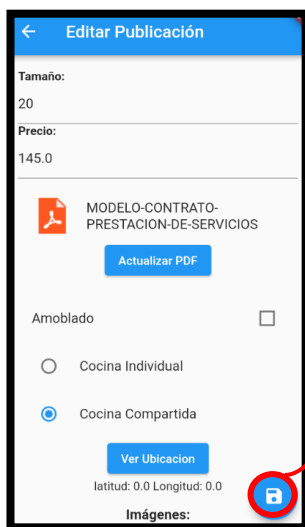 Editar Publicación
Tamaño:
20
Precio:
145.0
MODELO-CONTRATO-
PRESTACION-DE-SERVICIOS
Actualizar PDF
Amoblado
Cocina Individual
Cocina Compartida
Ver Ubicacion
latitud: 0.0 Longitud: 0.0
Imágenes: